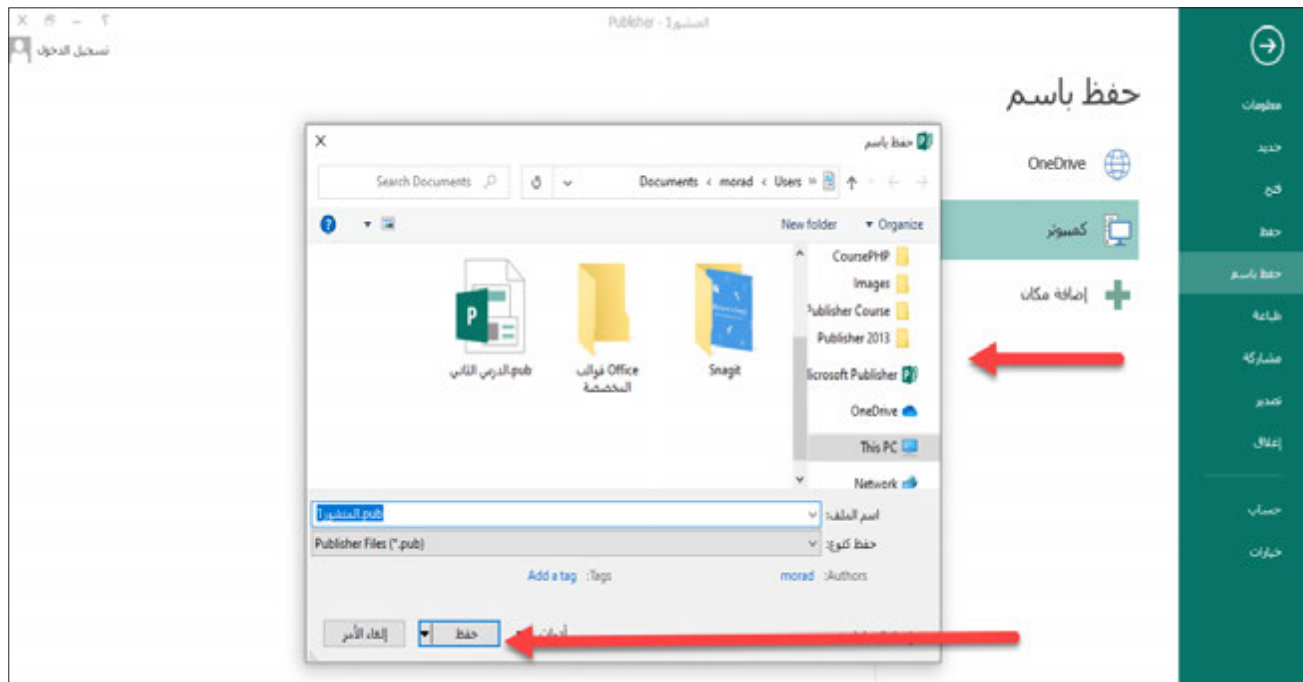 المنشور1 - Publisher
تسجيل الدخول
معلومات
جديد
فتح
حفظ
حفظ باسم
طباعة
مشاركة
تصدير
إغلاق
حساب
خيارات
حفظ باسم
OneDrive
كمبيوتر
إضافة مكان
حفظ باسم
Users › morad › Documents
Search Documents
Organize
New folder
CoursePHP
Images
Publisher Course
Publisher 2013
Microsoft Publisher
OneDrive
This PC
Network
Snagit
قوالب Office
المخصصة
الدرس الثاني.pub
اسم الملف:
المنشور1.pub
حفظ كنوع:
Publisher Files (*.pub)
Authors: morad
Tags: Add a tag
أدوات
حفظ
إلغاء الأمر